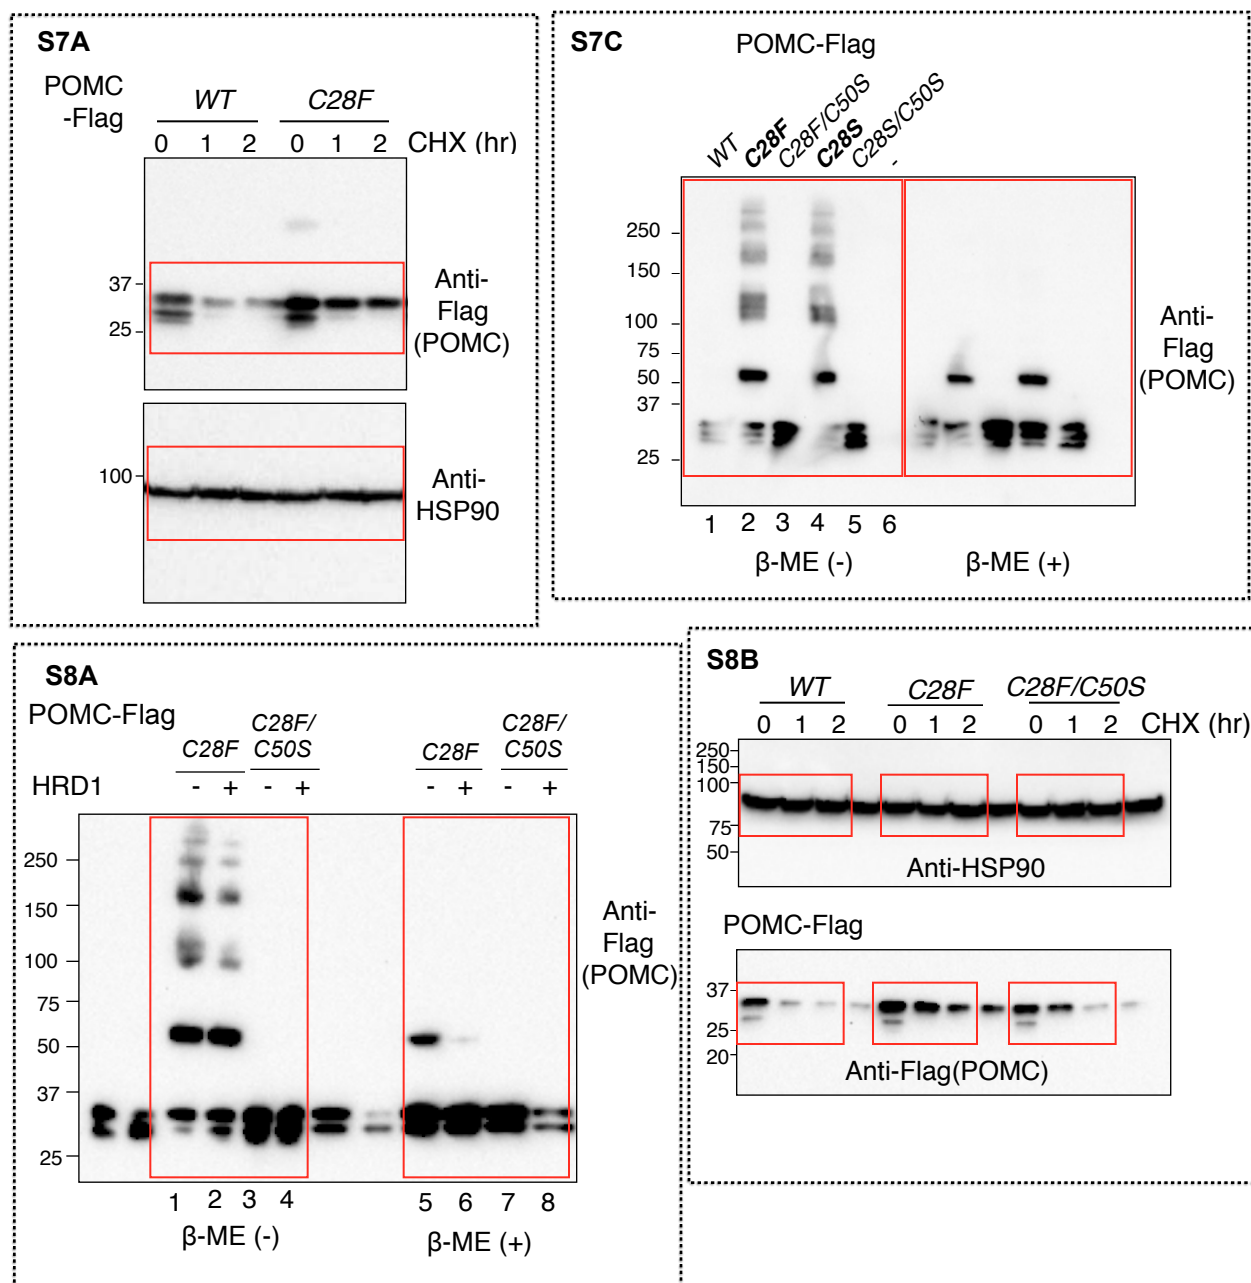 S7A
POMC
-Flag
WT C28F
0 1 2 0 1 2 CHX (hr)
37
25
Anti-
Flag
(POMC)
100
Anti-
HSP90
S7C
POMC-Flag
WT C28F C28F/C50S C28S C28S/C50S -
250
150
100
75
50
37
25
Anti-
Flag
(POMC)
1 2 3 4 5 6
β-ME (-) β-ME (+)
S8A
POMC-Flag
C28F C28F/
C50S C28F C28F/
C50S
HRD1 - + - + - + - +
250
150
100
75
50
37
25
Anti-
Flag
(POMC)
1 2 3 4 5 6 7 8
β-ME (-) β-ME (+)
S8B
WT C28F C28F/C50S
0 1 2 0 1 2 0 1 2 CHX (hr)
250
150
100
75
50
Anti-HSP90
POMC-Flag
37
25
20
Anti-Flag(POMC)